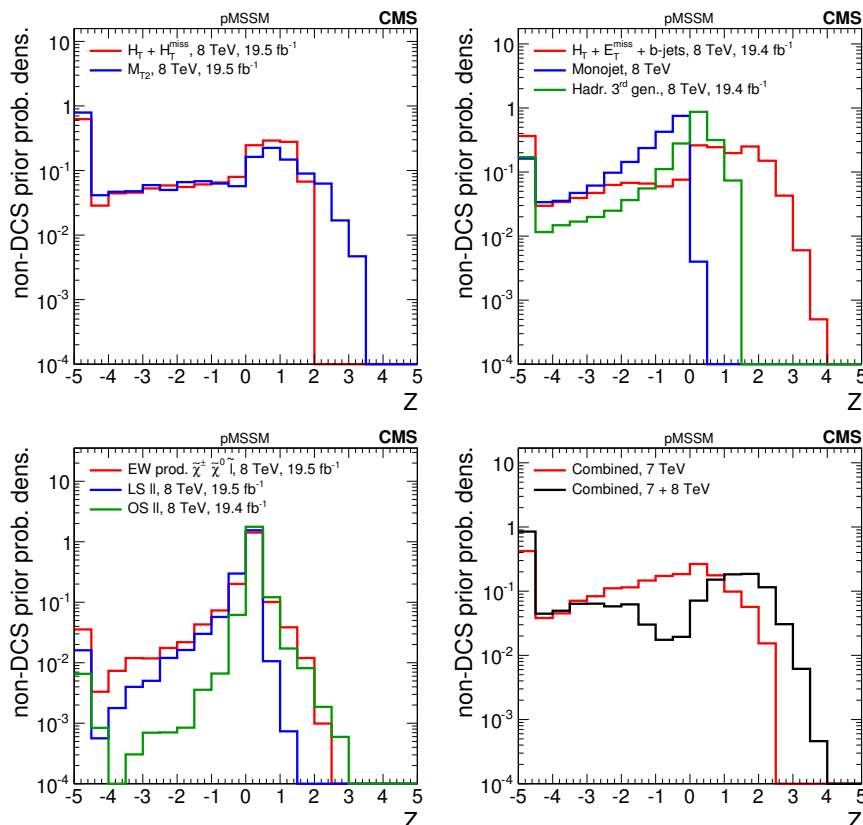 pMSSM CMS
non-DCS prior prob. dens.
H_T + H_T^miss, 8 TeV, 19.5 fb^-1
M_T2, 8 TeV, 19.5 fb^-1
10
1
10^-1
10^-2
10^-3
10^-4
-5 -4 -3 -2 -1 0 1 2 3 4 5
Z
pMSSM CMS
non-DCS prior prob. dens.
H_T + E_T^miss + b-jets, 8 TeV, 19.4 fb^-1
Monojet, 8 TeV
Hadr. 3^rd gen., 8 TeV, 19.4 fb^-1
10
1
10^-1
10^-2
10^-3
10^-4
-5 -4 -3 -2 -1 0 1 2 3 4 5
Z
pMSSM CMS
non-DCS prior prob. dens.
EW prod. χ̃^± χ̃^0 l̃, 8 TeV, 19.5 fb^-1
LS ll, 8 TeV, 19.5 fb^-1
OS ll, 8 TeV, 19.4 fb^-1
10
1
10^-1
10^-2
10^-3
10^-4
-5 -4 -3 -2 -1 0 1 2 3 4 5
Z
pMSSM CMS
non-DCS prior prob. dens.
Combined, 7 TeV
Combined, 7 + 8 TeV
10
1
10^-1
10^-2
10^-3
10^-4
-5 -4 -3 -2 -1 0 1 2 3 4 5
Z